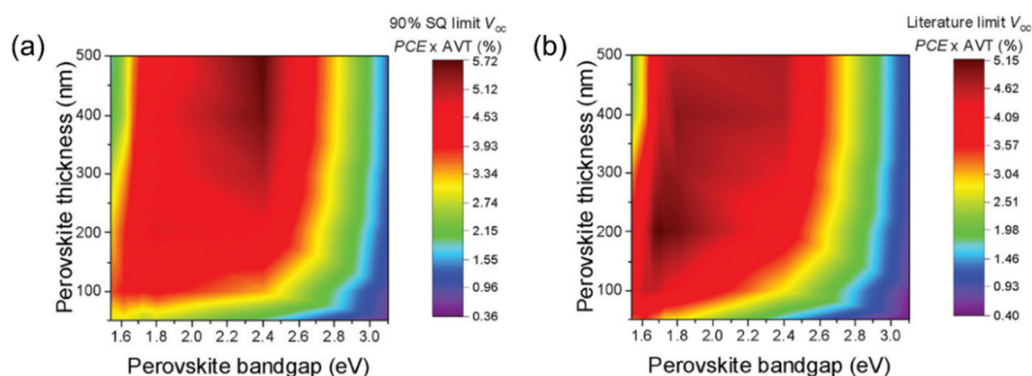 (a)
90% SQ limit Voc
PCE x AVT (%)
Perovskite thickness (nm)
500
400
300
200
100
1.6 1.8 2.0 2.2 2.4 2.6 2.8 3.0
Perovskite bandgap (eV)
5.72
5.12
4.53
3.93
3.34
2.74
2.15
1.55
0.96
0.36
(b)
Literature limit Voc
PCE x AVT (%)
Perovskite thickness (nm)
500
400
300
200
100
1.6 1.8 2.0 2.2 2.4 2.6 2.8 3.0
Perovskite bandgap (eV)
5.15
4.62
4.09
3.57
3.04
2.51
1.98
1.46
0.93
0.40